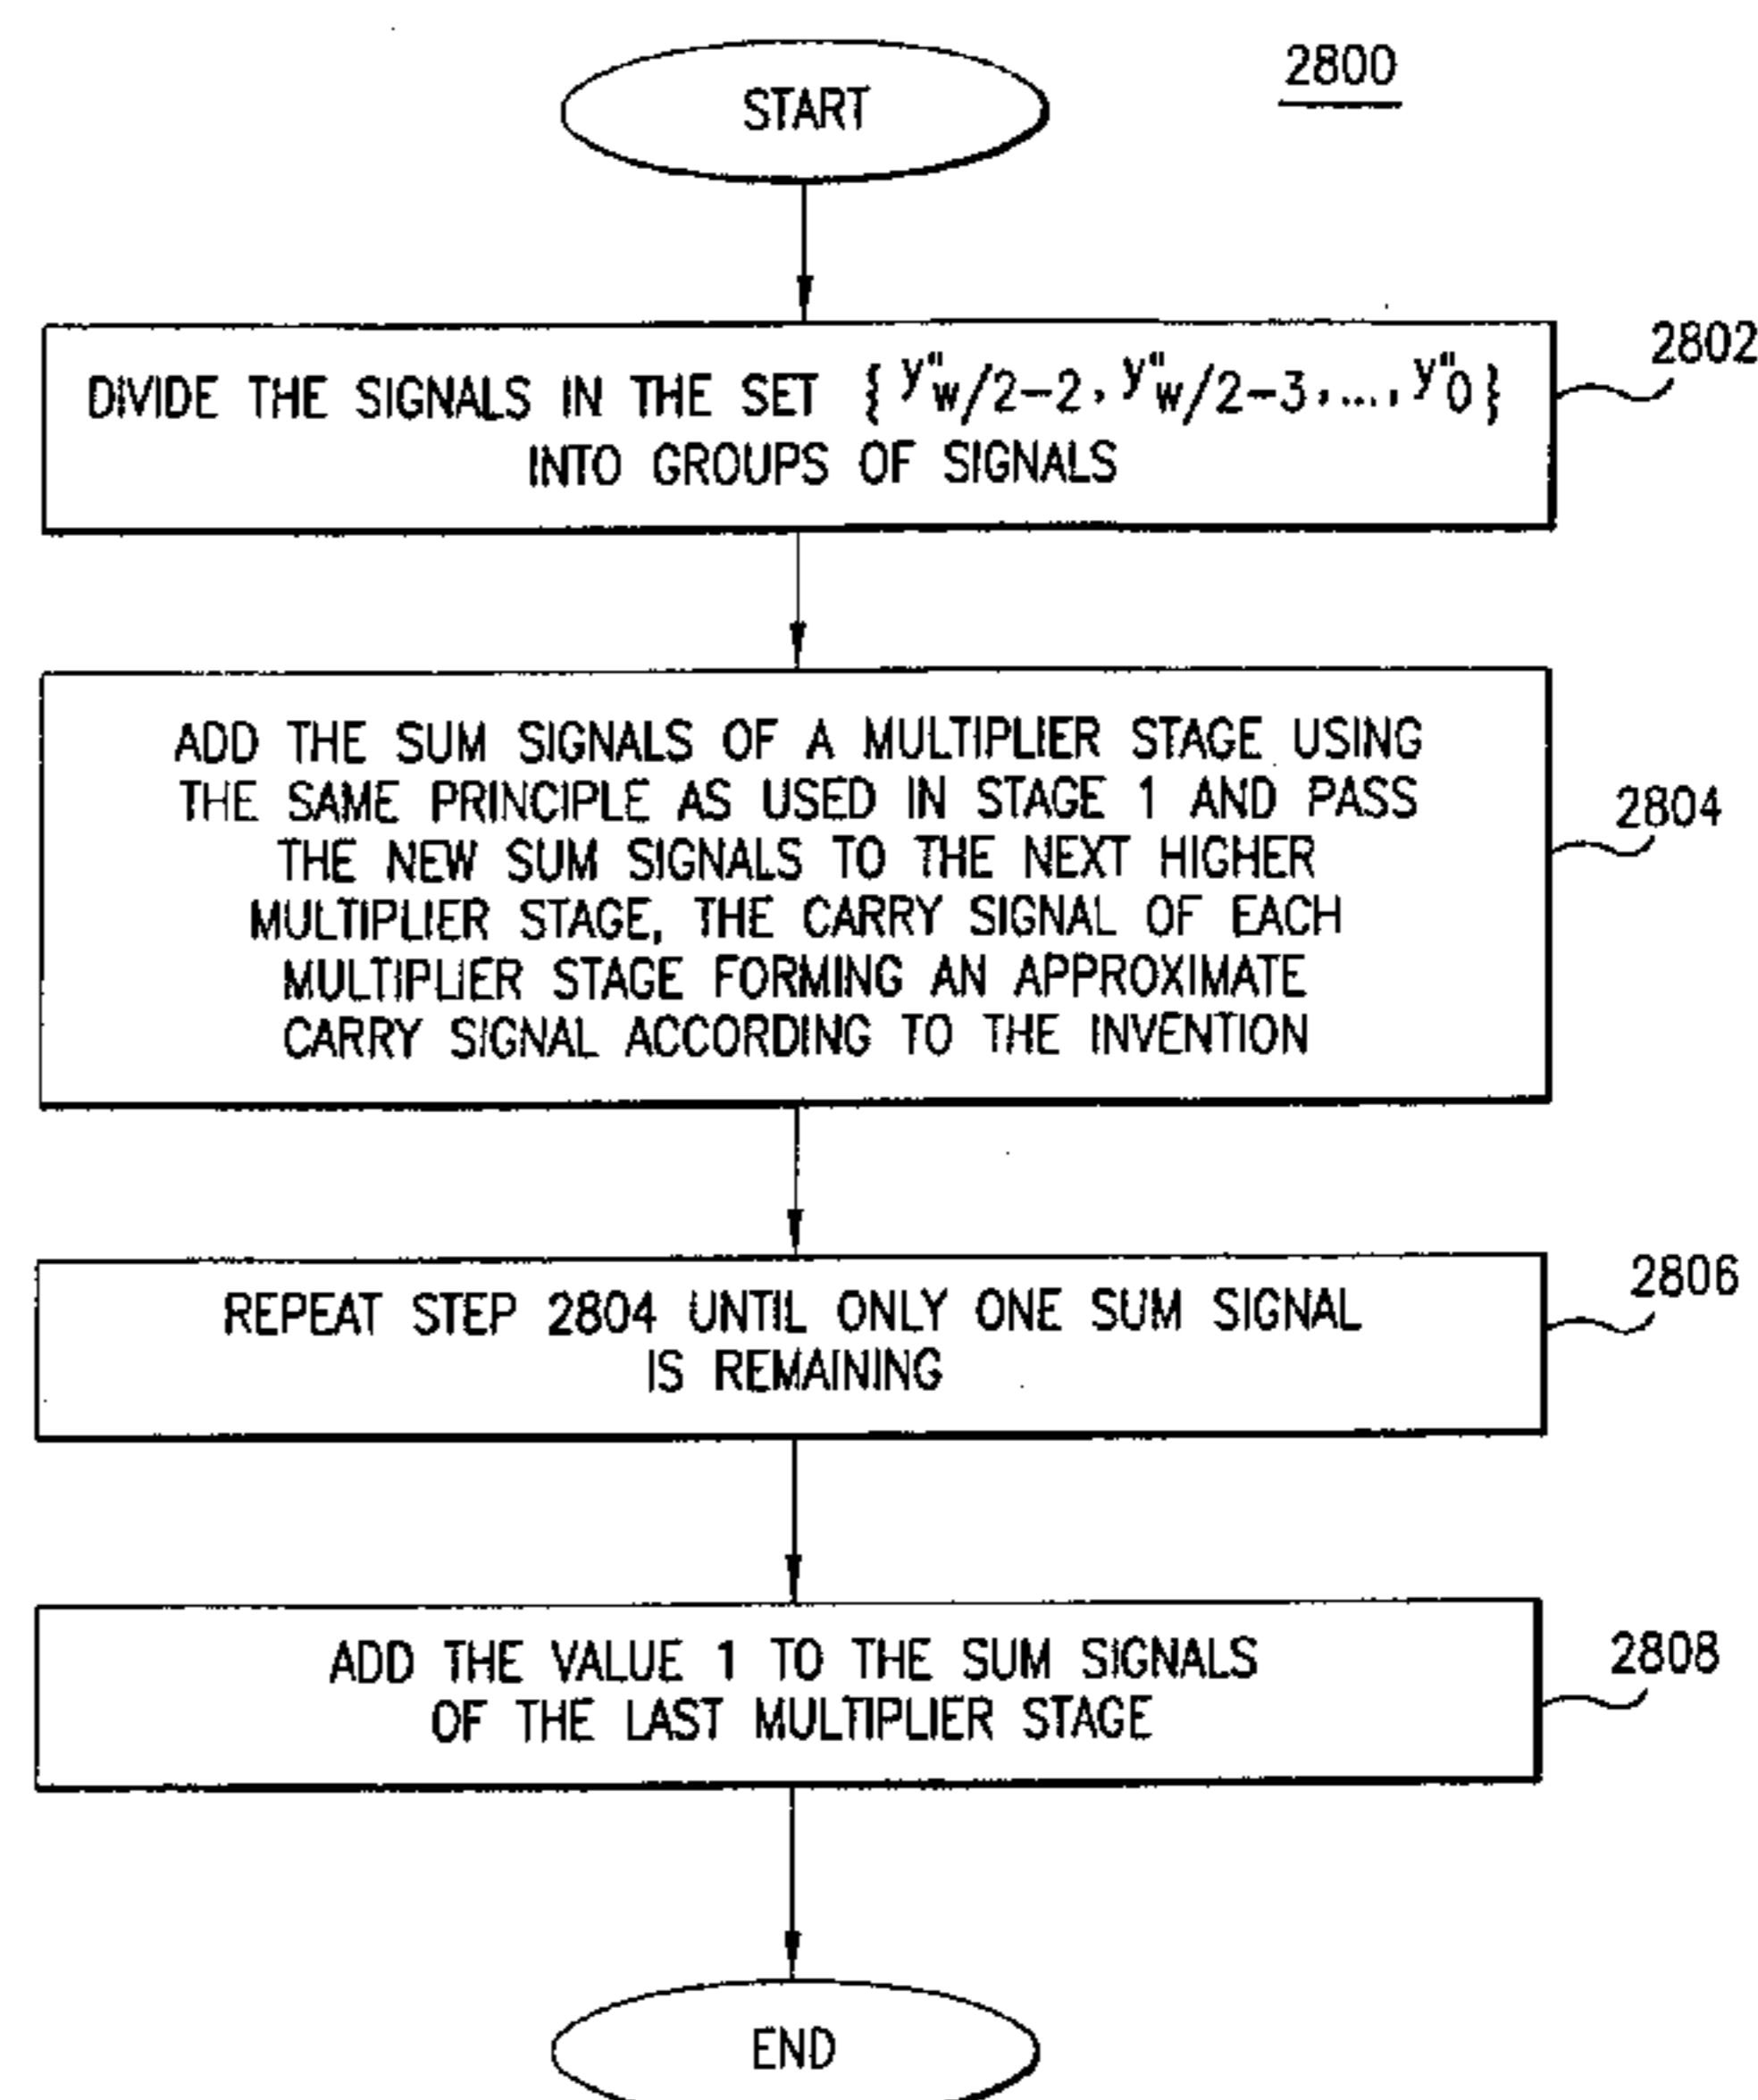 START
2800
DIVIDE THE SIGNALS IN THE SET { y"w/2-2, y"w/2-3, ..., y"0 }
INTO GROUPS OF SIGNALS
2802
ADD THE SUM SIGNALS OF A MULTIPLIER STAGE USING
THE SAME PRINCIPLE AS USED IN STAGE 1 AND PASS
THE NEW SUM SIGNALS TO THE NEXT HIGHER
MULTIPLIER STAGE, THE CARRY SIGNAL OF EACH
MULTIPLIER STAGE FORMING AN APPROXIMATE
CARRY SIGNAL ACCORDING TO THE INVENTION
2804
REPEAT STEP 2804 UNTIL ONLY ONE SUM SIGNAL
IS REMAINING
2806
ADD THE VALUE 1 TO THE SUM SIGNALS
OF THE LAST MULTIPLIER STAGE
2808
END